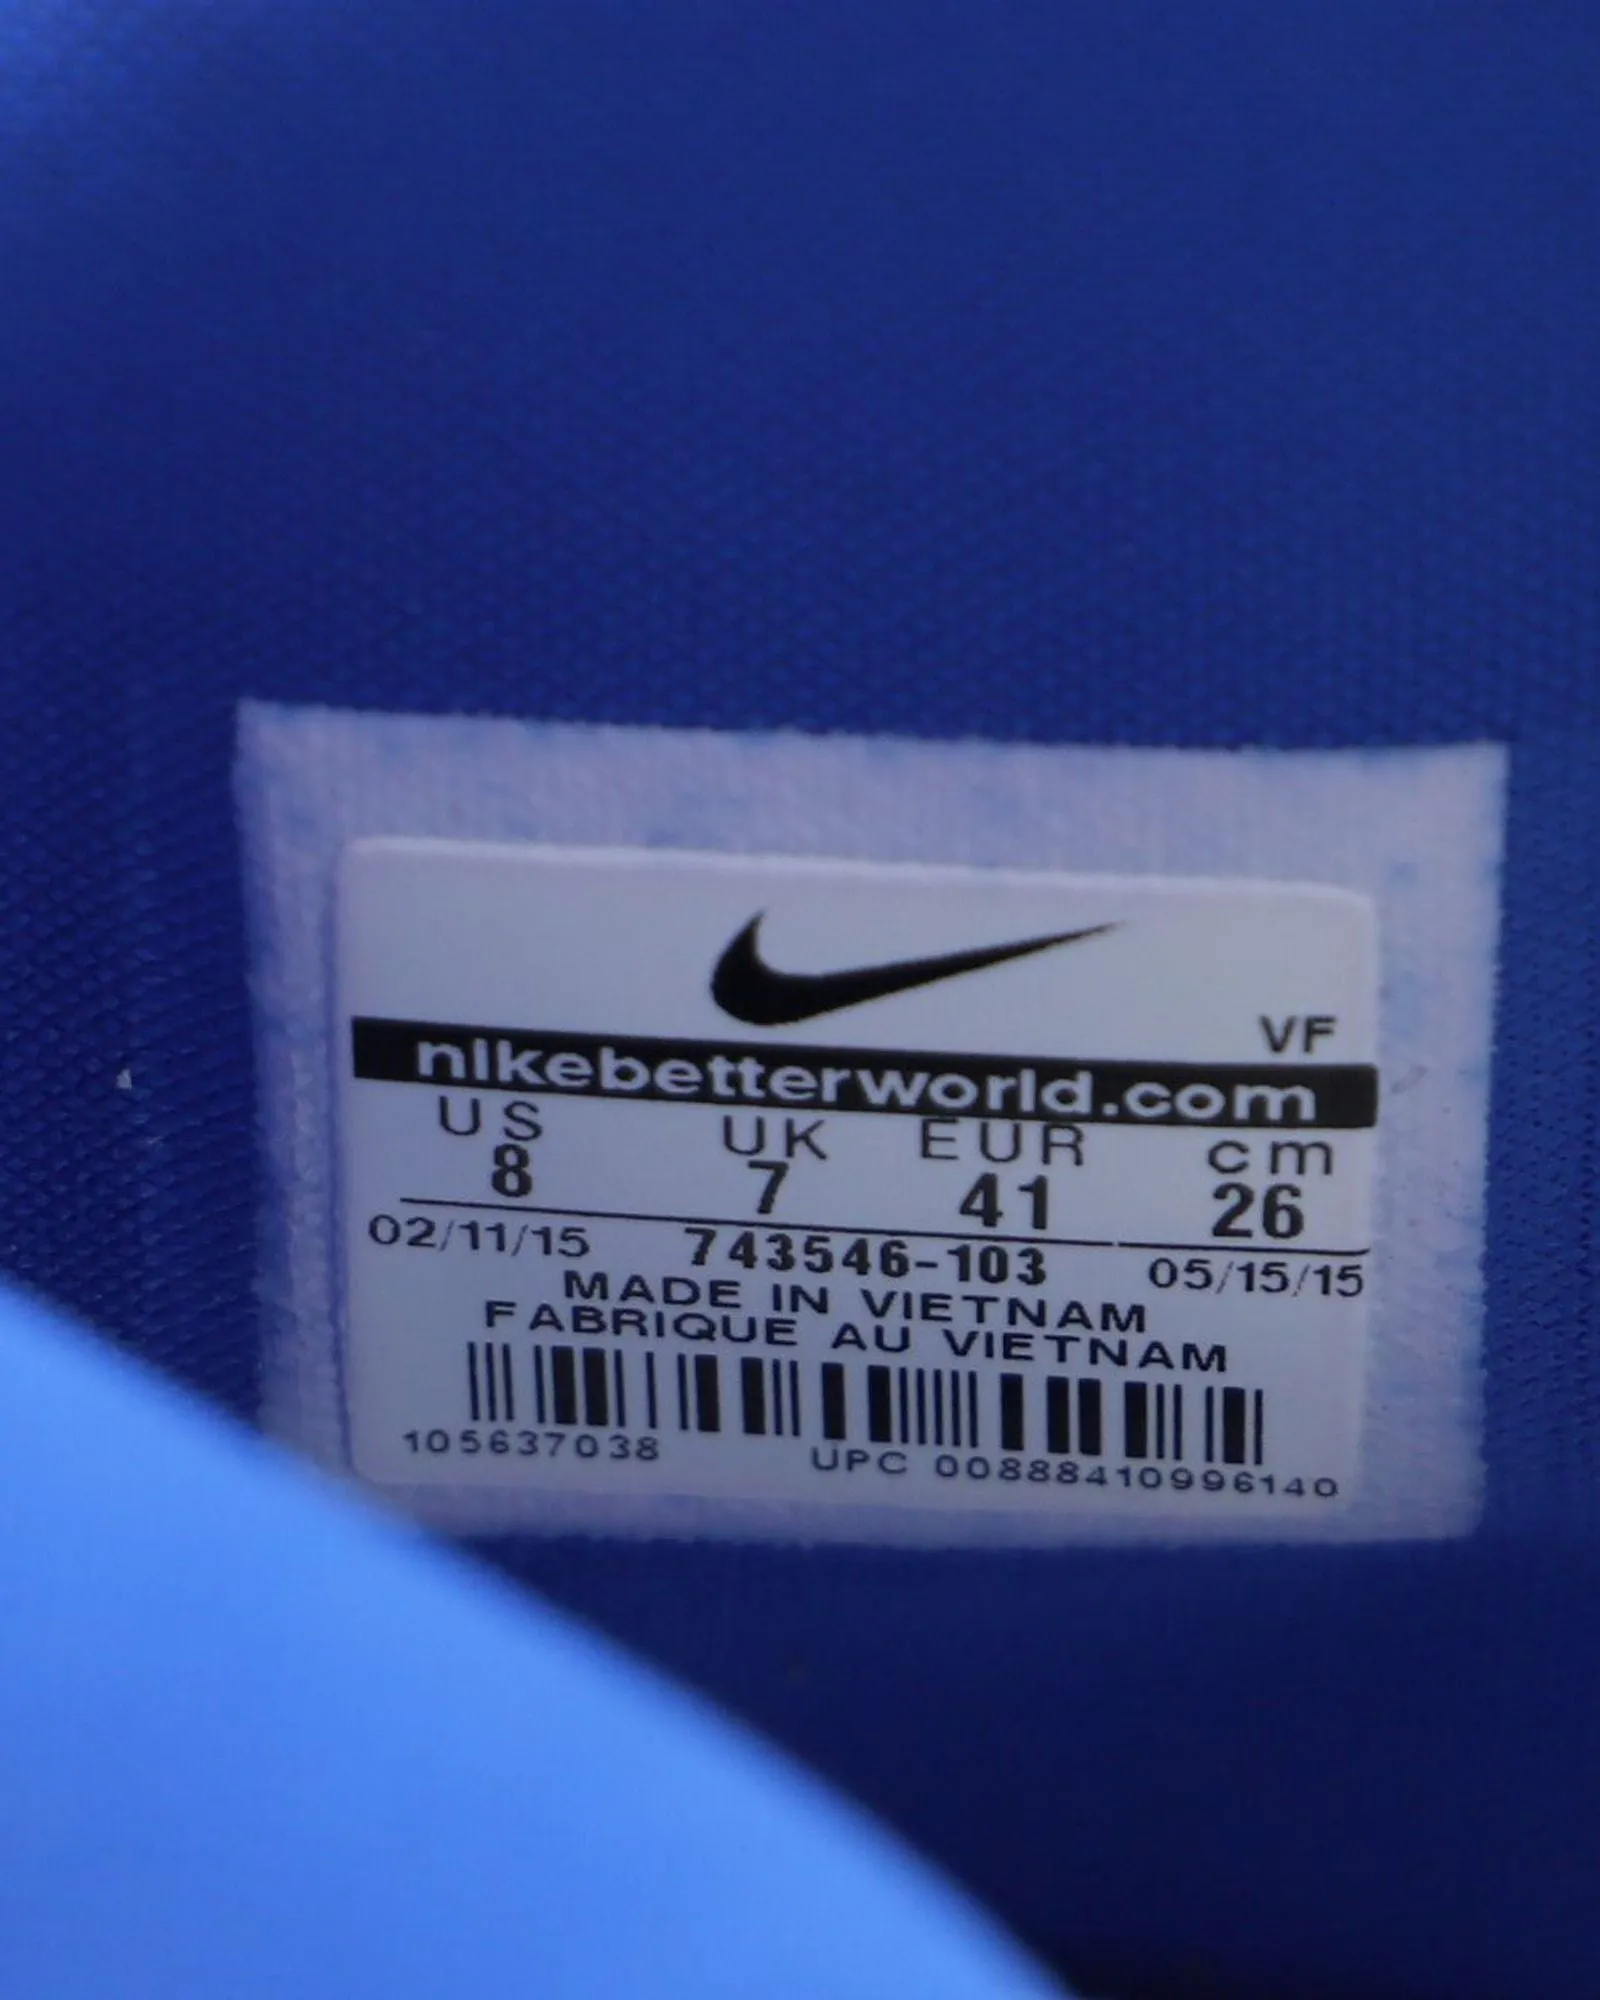 VF
nikebetterworld.com
US UK EUR cm
8 7 41 26
02/11/15 743546-103 05/15/15
MADE IN VIETNAM
FABRIQUE AU VIETNAM
105637038 UPC 00888410996140